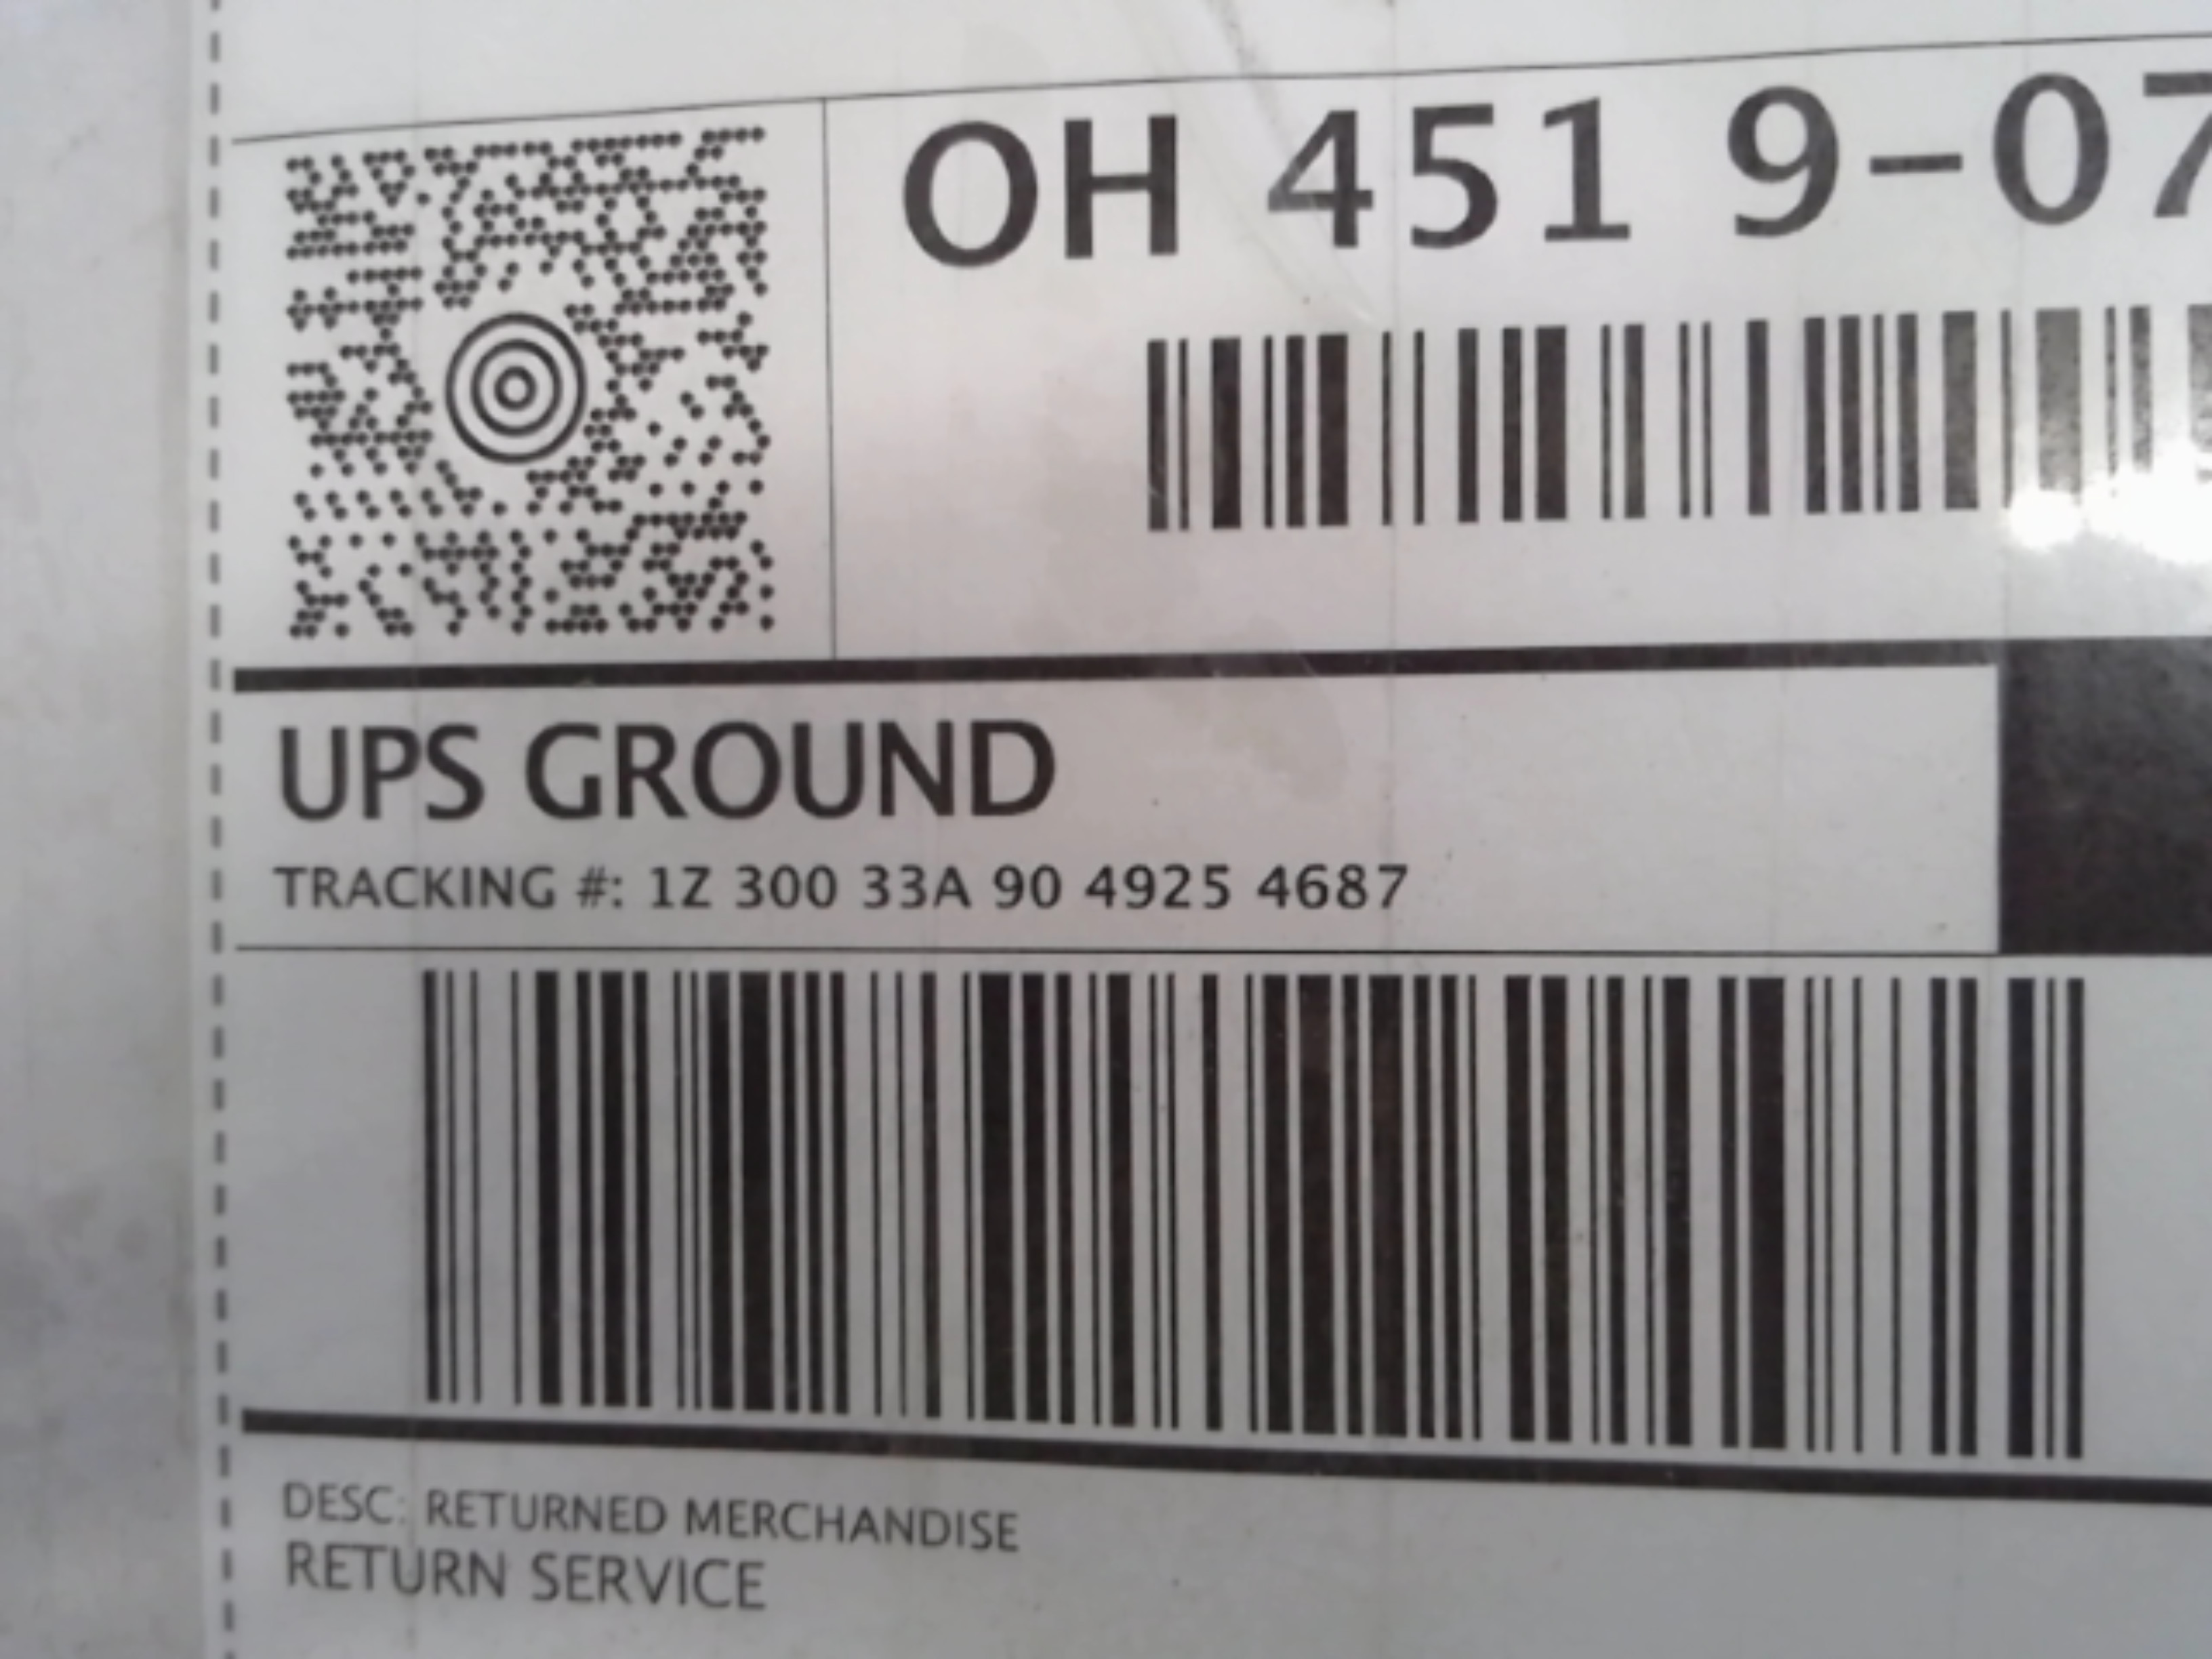 OH 451 9-07
UPS GROUND
TRACKING #: 1Z 300 33A 90 4925 4687
DESC: RETURNED MERCHANDISE
RETURN SERVICE